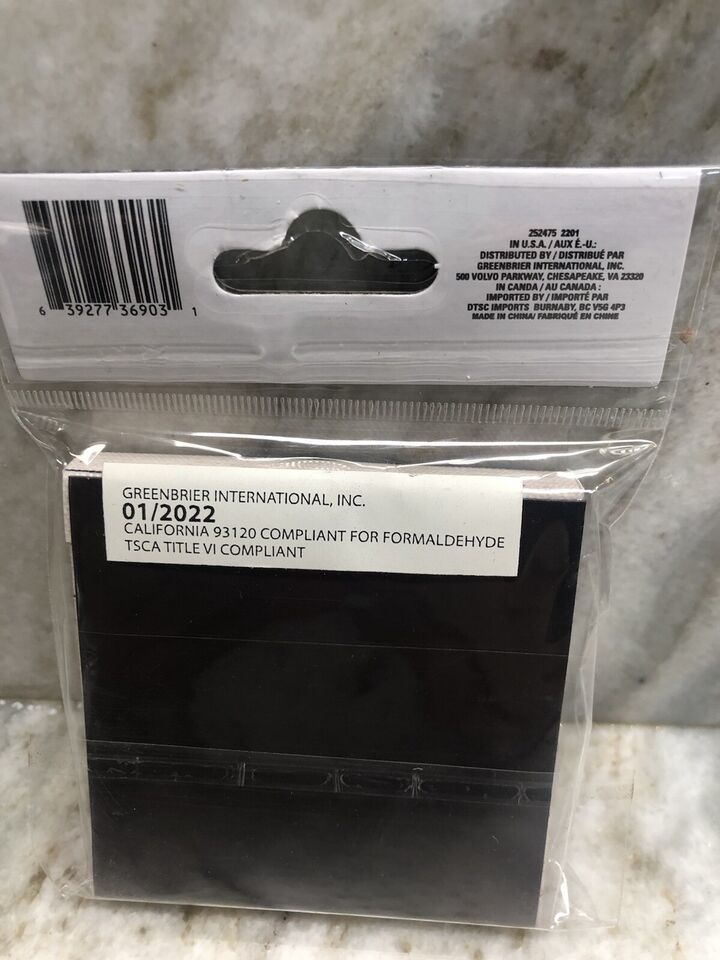 6 39277 36903 1
252475 2201
IN U.S.A. / AUX É.-U.:
DISTRIBUTED BY / DISTRIBUÉ PAR
GREENBRIER INTERNATIONAL, INC.
500 VOLVO PARKWAY, CHESAPEAKE, VA 23320
IN CANDA / AU CANADA :
IMPORTED BY / IMPORTÉ PAR
DTSC IMPORTS BURNABY, BC V5G 4P3
MADE IN CHINA/ FABRIQUÉ EN CHINE
GREENBRIER INTERNATIONAL, INC.
01/2022
CALIFORNIA 93120 COMPLIANT FOR FORMALDEHYDE
TSCA TITLE VI COMPLIANT